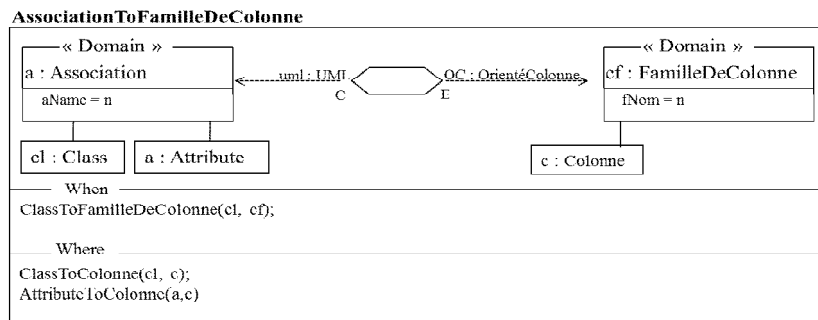 AssociationToFamilleDeColonne
« Domain »
a : Association
aName = n
uml : UML
C
OC : OrientéColonne
E
« Domain »
cf : FamilleDeColonne
fNom = n
cl : Class
a : Attribute
c : Colonne
When
ClassToFamilleDeColonne(cl, cf);
Where
ClassToColonne(cl, c);
AttributeToColonne(a,c)